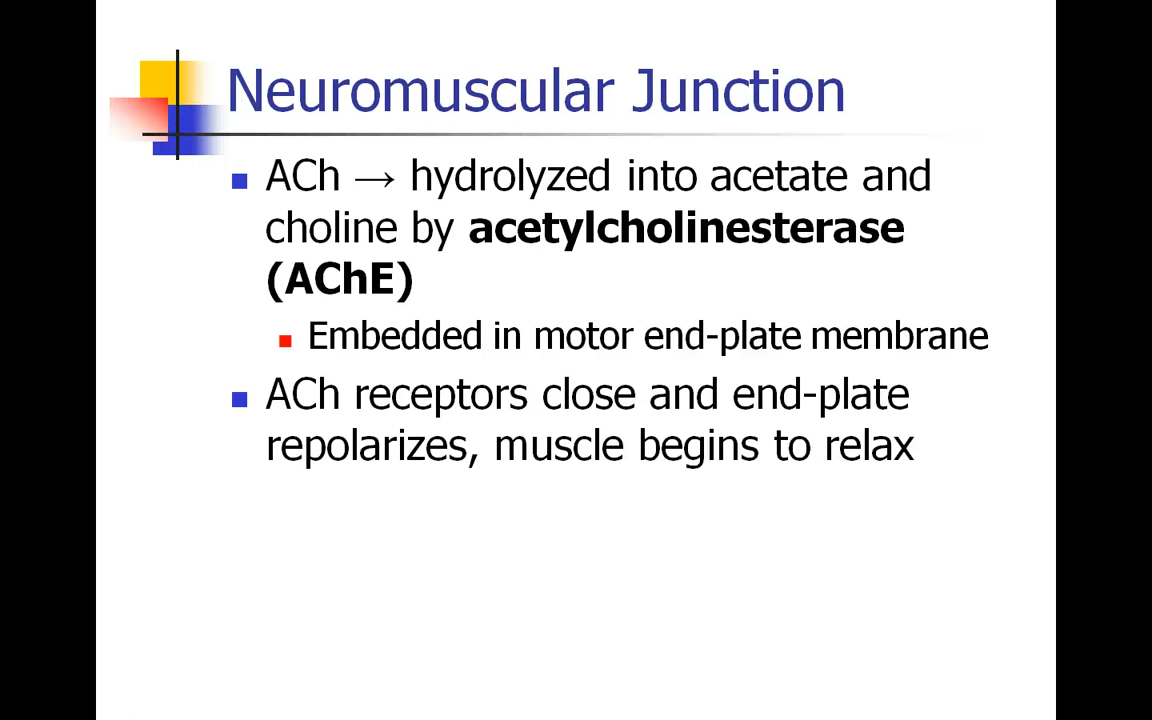 Neuromuscular Junction
ACh → hydrolyzed into acetate and
choline by acetylcholinesterase
(AChE)
Embedded in motor end-plate membrane
ACh receptors close and end-plate
repolarizes, muscle begins to relax